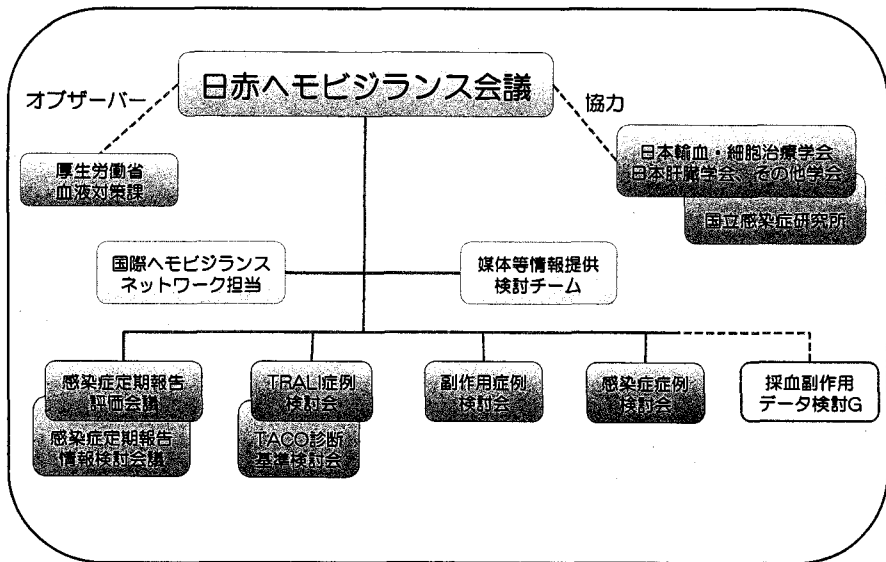 日赤ヘモビジランス会議
オブザーバー
協力
厚生労働省
血液対策課
日本輸血・細胞治療学会
日本肝臓学会、その他学会
国立感染症研究所
国際ヘモビジランス
ネットワーク担当
媒体等情報提供
検討チーム
感染症定期報告
評価会議
感染症定期報告
情報検討会議
TRALI症例
検討会
TACO診断
基準検討会
副作用症例
検討会
感染症症例
検討会
採血副作用
データ検討G